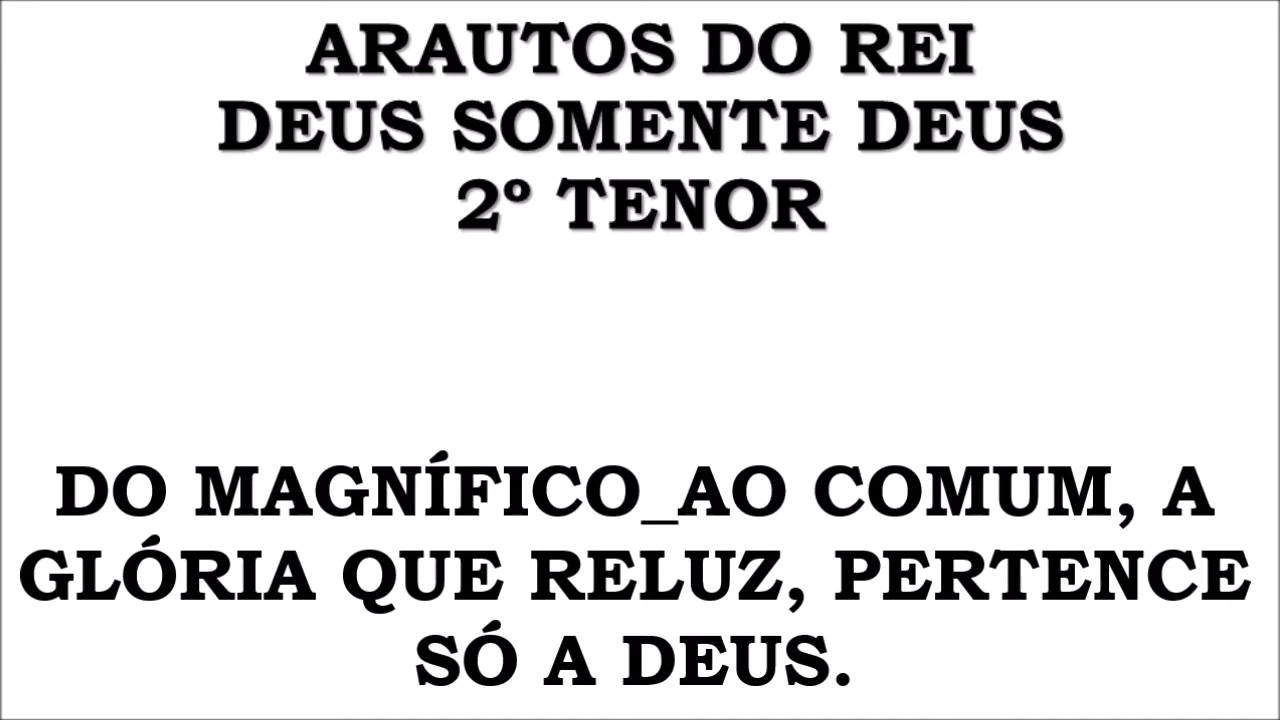 ARAUTOS DO REI
DEUS SOMENTE DEUS
2º TENOR
DO MAGNÍFICO_AO COMUM, A
GLÓRIA QUE RELUZ, PERTENCE
SÓ A DEUS.